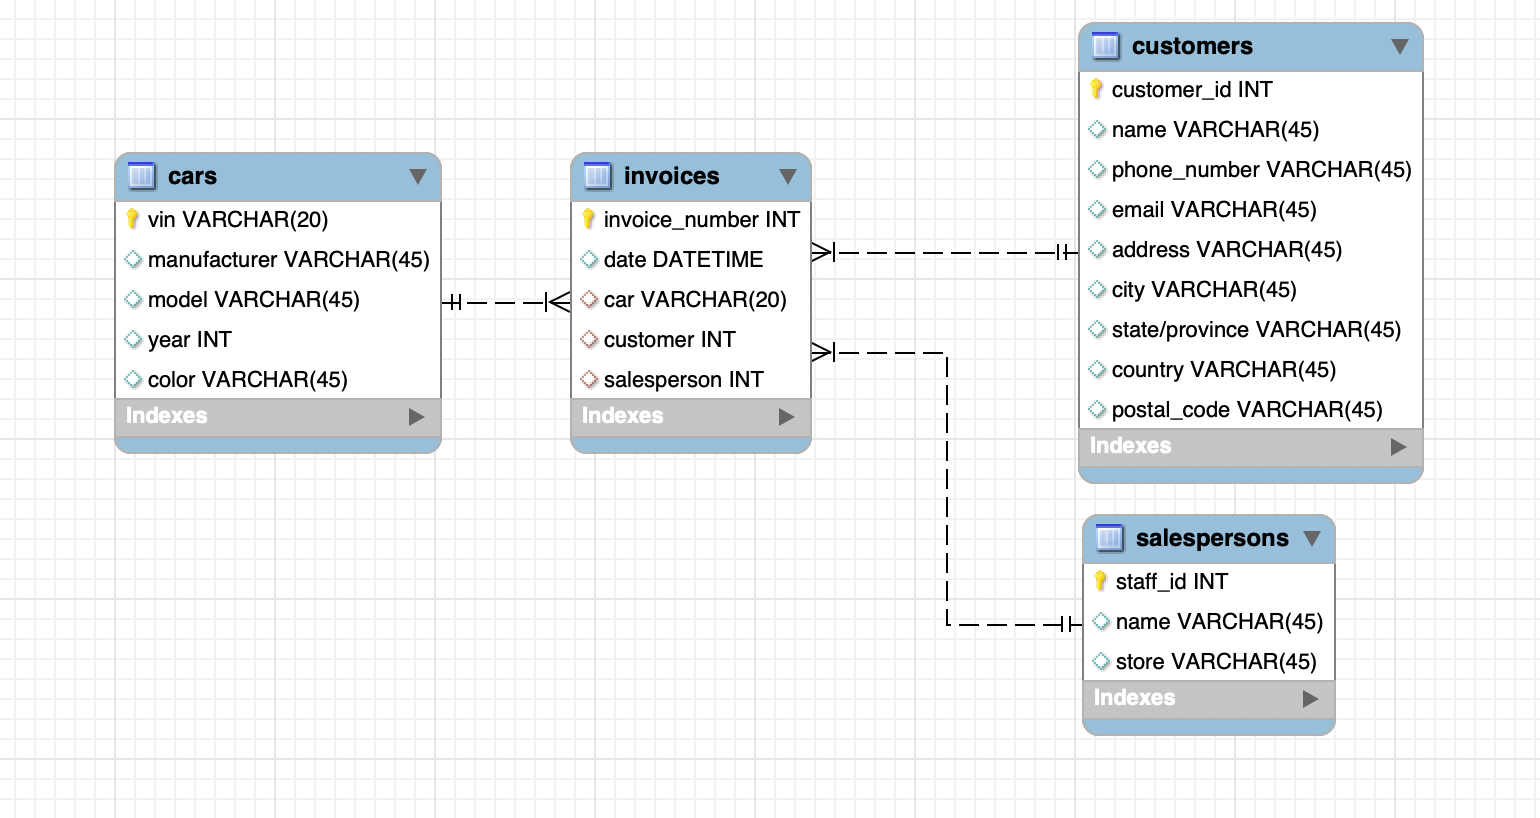 cars
vin VARCHAR(20)
manufacturer VARCHAR(45)
model VARCHAR(45)
year INT
color VARCHAR(45)
Indexes
invoices
invoice_number INT
date DATETIME
car VARCHAR(20)
customer INT
salesperson INT
Indexes
customers
customer_id INT
name VARCHAR(45)
phone_number VARCHAR(45)
email VARCHAR(45)
address VARCHAR(45)
city VARCHAR(45)
state/province VARCHAR(45)
country VARCHAR(45)
postal_code VARCHAR(45)
Indexes
salespersons
staff_id INT
name VARCHAR(45)
store VARCHAR(45)
Indexes